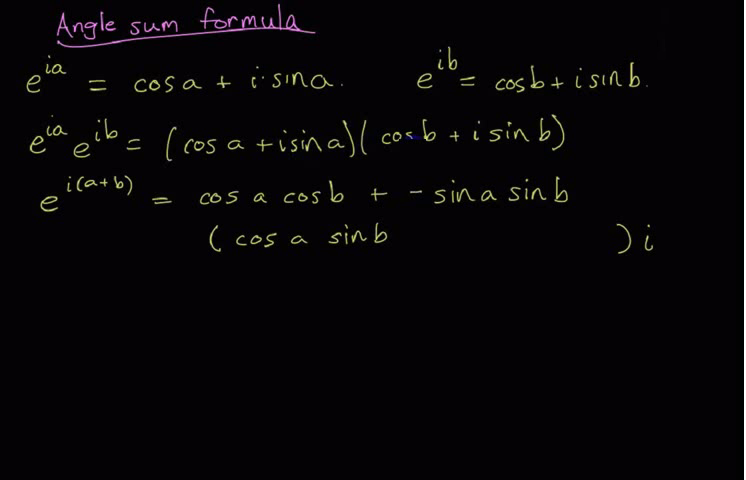 Angle sum formula
e^{ia} = cos a + i·sin a. e^{ib} = cos b + i sin b.
e^{ia} e^{ib} = (cos a + i sin a)(cos b + i sin b)
e^{i(a+b)} = cos a cos b + - sin a sin b
(cos a sin b ) i